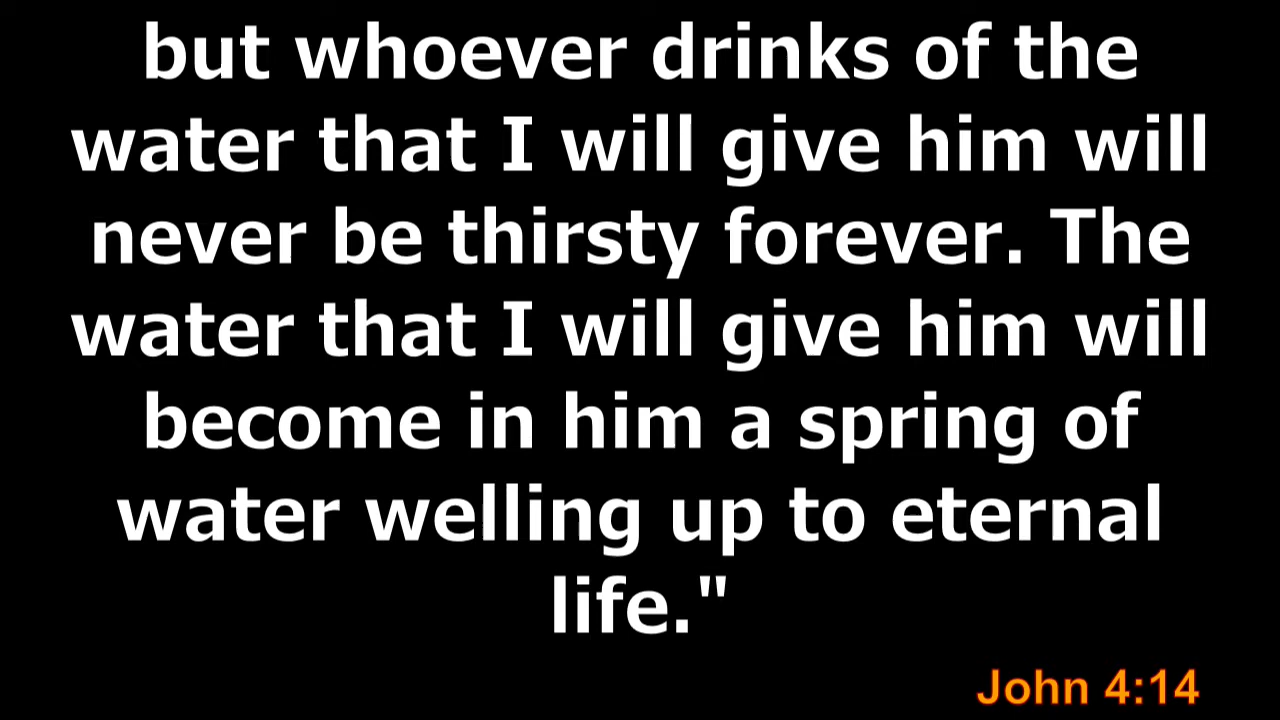 but whoever drinks of the
water that I will give him will
never be thirsty forever. The
water that I will give him will
become in him a spring of
water welling up to eternal
life."
John 4:14